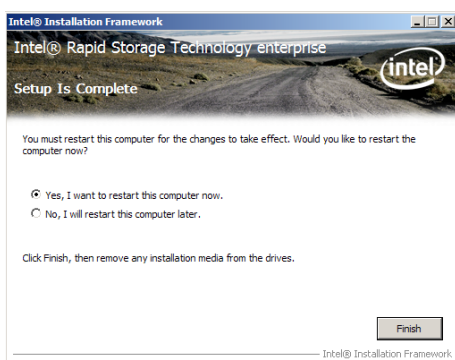 Intel® Installation Framework
Intel® Rapid Storage Technology enterprise
Setup Is Complete
intel
You must restart this computer for the changes to take effect. Would you like to restart the
computer now?
Yes, I want to restart this computer now.
No, I will restart this computer later.
Click Finish, then remove any installation media from the drives.
Finish
Intel® Installation Framework